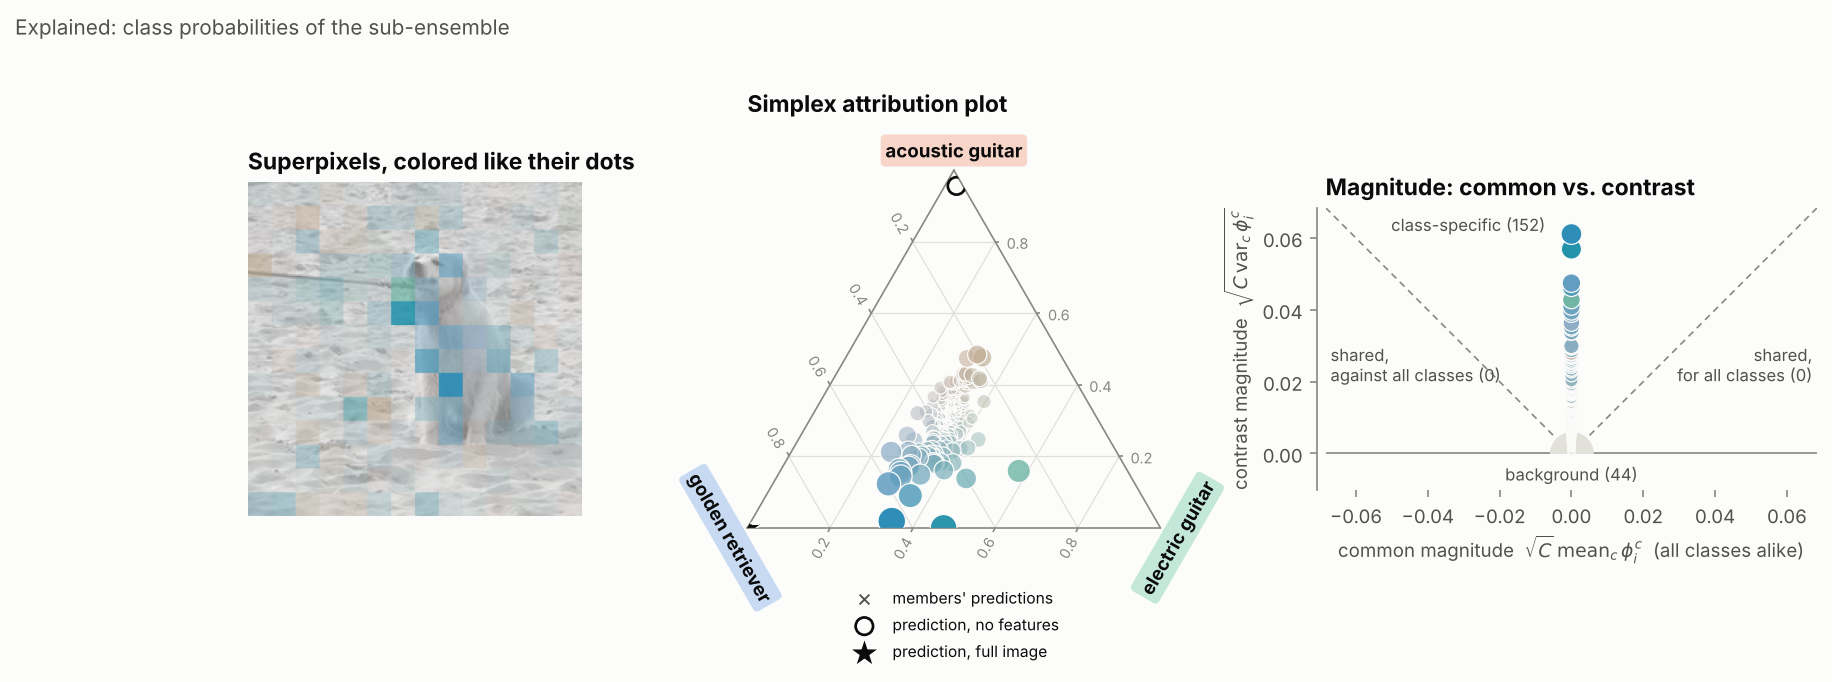 Explained: class probabilities of the sub-ensemble
Superpixels, colored like their dots
Simplex attribution plot
acoustic guitar
golden retriever
electric guitar
0.2
0.4
0.6
0.8
0.8
0.6
0.4
0.2
0.2
0.4
0.6
0.8
members' predictions
prediction, no features
prediction, full image
Magnitude: common vs. contrast
class-specific (152)
shared,
against all classes (0)
shared,
for all classes (0)
background (44)
contrast magnitude √C var_c ϕ_i^c
0.06
0.04
0.02
0.00
−0.06 −0.04 −0.02 0.00 0.02 0.04 0.06
common magnitude √C mean_c ϕ_i^c (all classes alike)